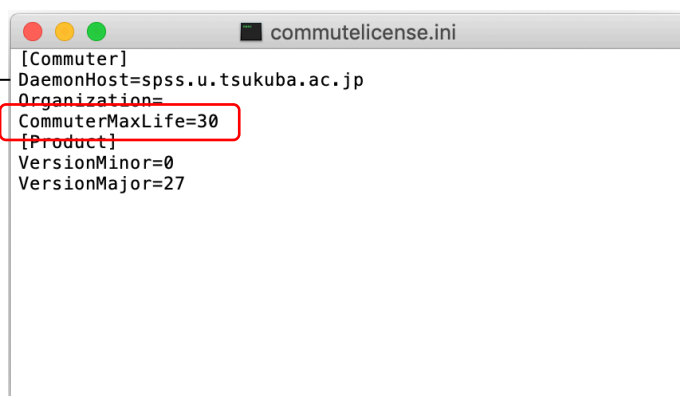 commutelicense.ini
[Commuter]
DaemonHost=spss.u.tsukuba.ac.jp
Organization=
CommuterMaxLife=30
[Product]
VersionMinor=0
VersionMajor=27